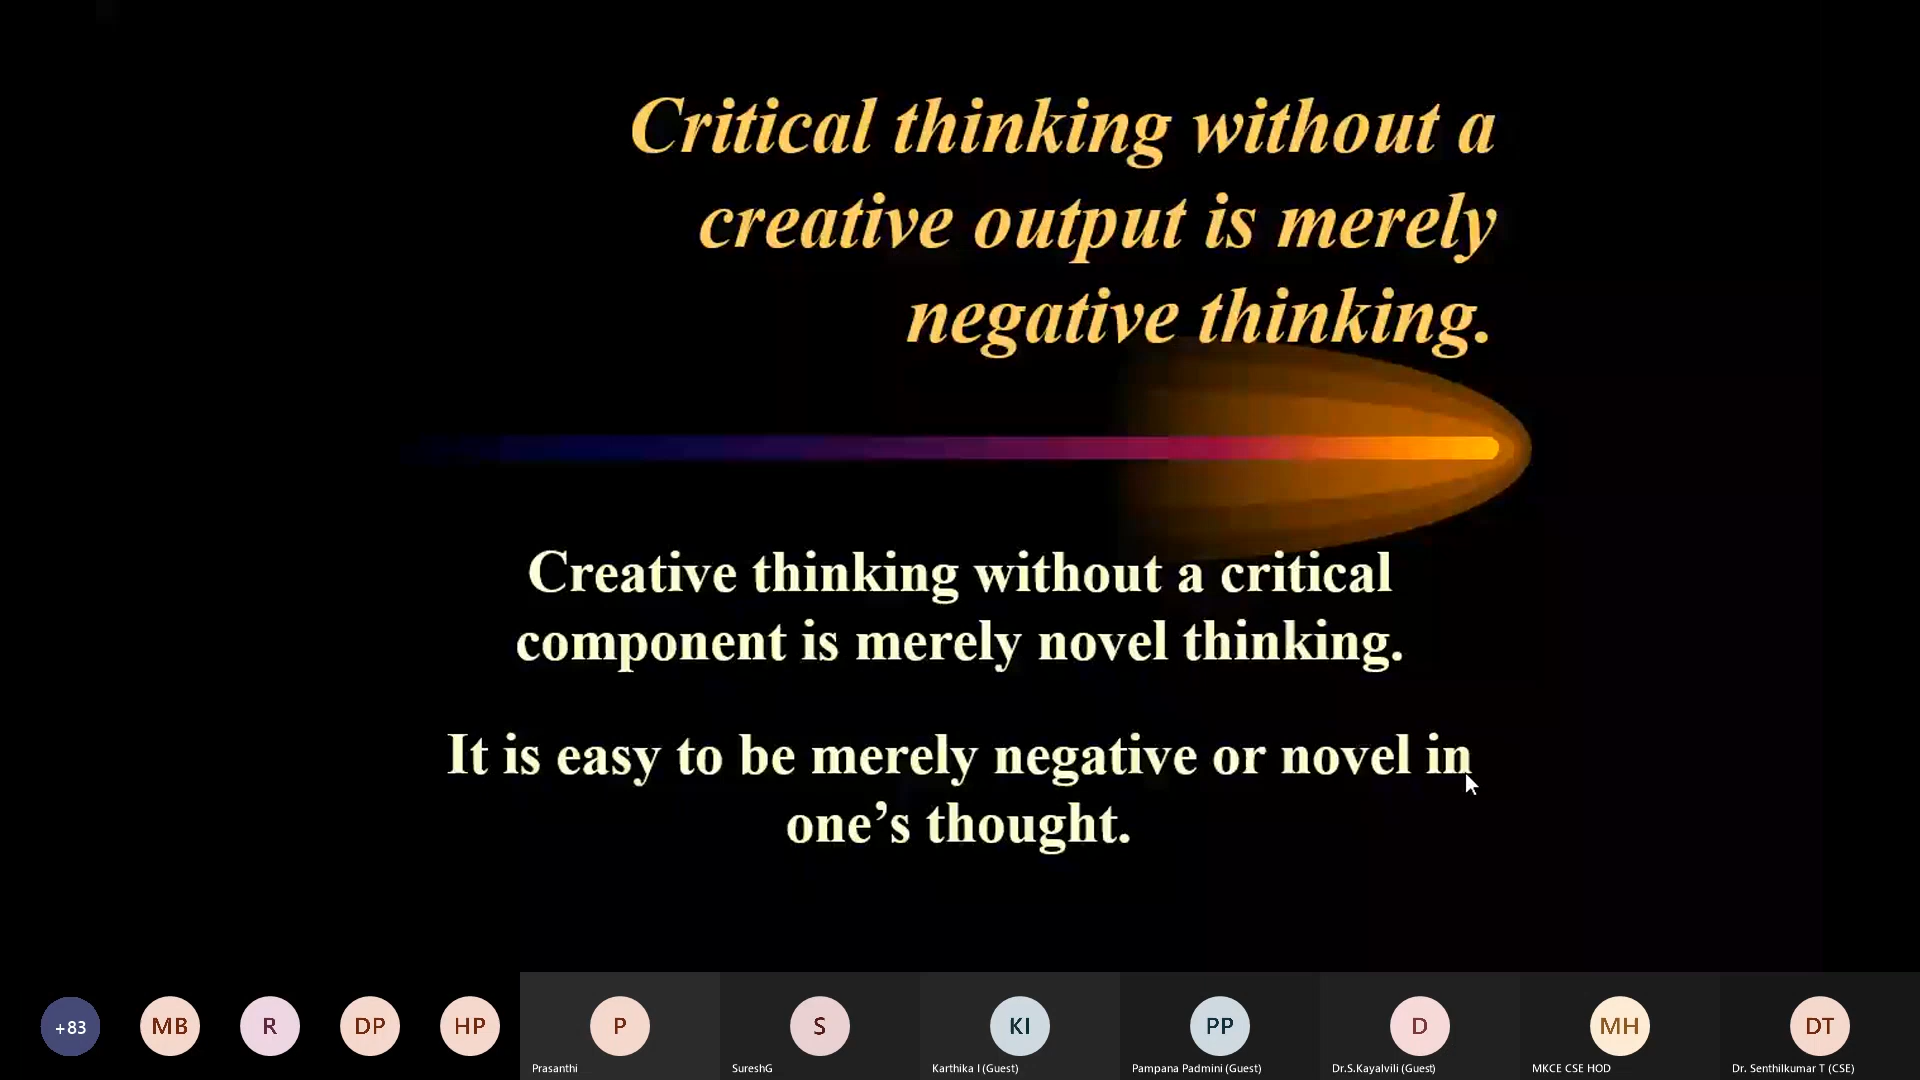 Critical thinking without a
creative output is merely
negative thinking.
Creative thinking without a critical
component is merely novel thinking.
It is easy to be merely negative or novel in
one’s thought.
+83
MB
R
DP
HP
P
S
KI
PP
D
MH
DT
Prasanthi
SureshG
Karthika I (Guest)
Pampana Padmini (Guest)
Dr.S.Kayalvili (Guest)
MKCE CSE HOD
Dr. Senthilkumar T (CSE)